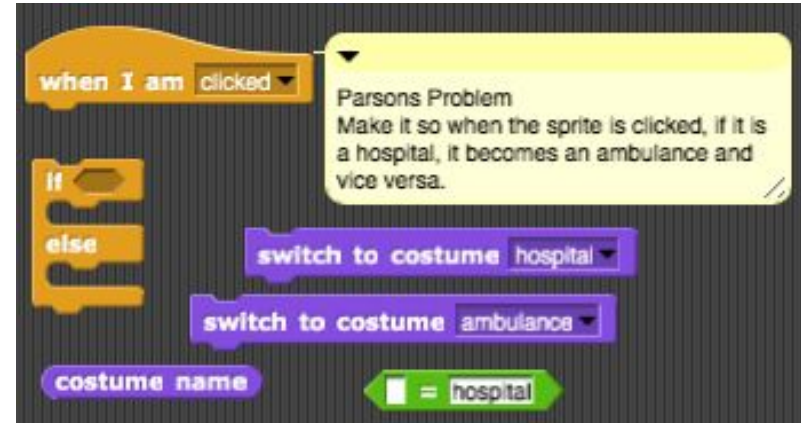 when I am clicked
Parsons Problem
Make it so when the sprite is clicked, if it is
a hospital, it becomes an ambulance and
vice versa.
if
else
switch to costume hospital
switch to costume ambulance
costume name
= hospital